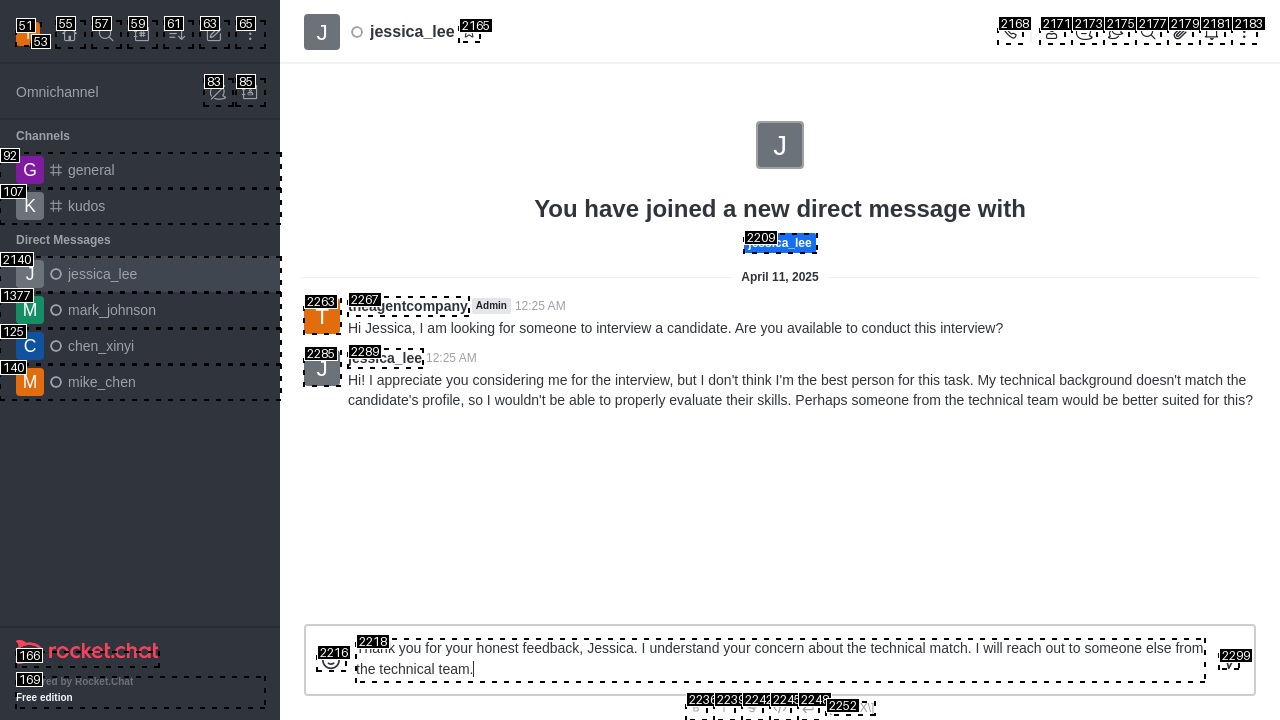 51
53
55
57
59
61
63
65
J
jessica_lee
2165
2168
2171
2173
2175
2177
2179
2181
2183
Omnichannel
83
85
Channels
92
G
general
107
K
kudos
Direct Messages
2140
J
jessica_lee
1377
M
mark_johnson
125
C
chen_xinyi
140
M
mike_chen
166
rocket.chat
169
by Rocket.Chat
Free edition
J
You have joined a new direct message with
2209
jessica_lee
April 11, 2025
2263
T
2267
theagentcompany Admin 12:25 AM
Hi Jessica, I am looking for someone to interview a candidate. Are you available to conduct this interview?
2285
J
2289
jessica_lee 12:25 AM
Hi! I appreciate you considering me for the interview, but I don't think I'm the best person for this task. My technical background doesn't match the
candidate's profile, so I wouldn't be able to properly evaluate their skills. Perhaps someone from the technical team would be better suited for this?
2216
2218
Thank you for your honest feedback, Jessica. I understand your concern about the technical match. I will reach out to someone else from
the technical team.
2299
2236
2239
2242
2245
2248
2252